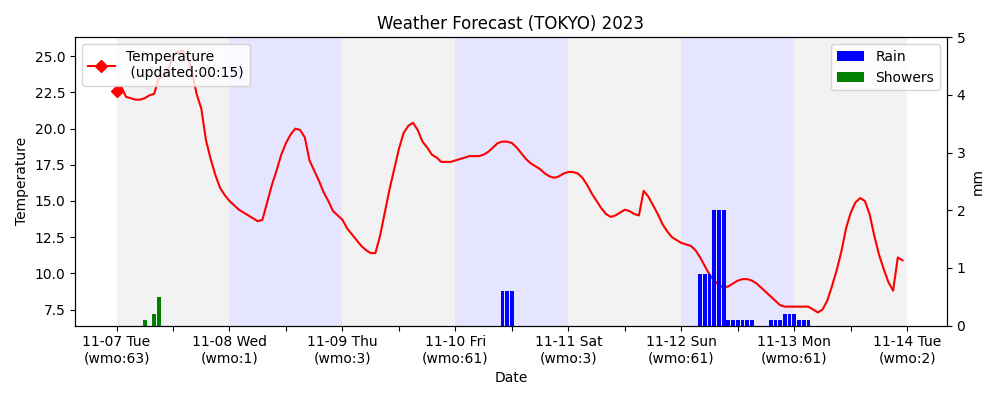 Weather Forecast (TOKYO) 2023
Temperature
(updated:00:15)
Rain
Showers
25.0
22.5
20.0
17.5
15.0
12.5
10.0
7.5
Temperature
5
4
3
2
1
0
mm
11-07 Tue
(wmo:63)
11-08 Wed
(wmo:1)
11-09 Thu
(wmo:3)
11-10 Fri
(wmo:61)
11-11 Sat
(wmo:3)
11-12 Sun
(wmo:61)
11-13 Mon
(wmo:61)
11-14 Tue
(wmo:2)
Date